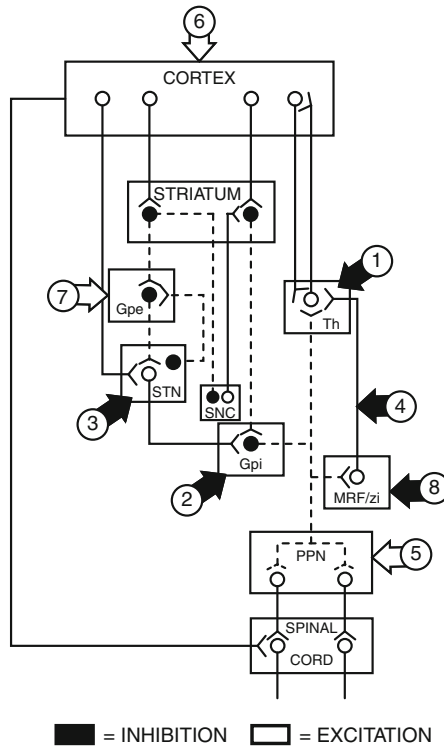 6
CORTEX
STRIATUM
1
7
Gpe
Th
STN
SNC
3
4
Gpi
2
MRF/zi
8
PPN
5
SPINAL
CORD
= INHIBITION
= EXCITATION